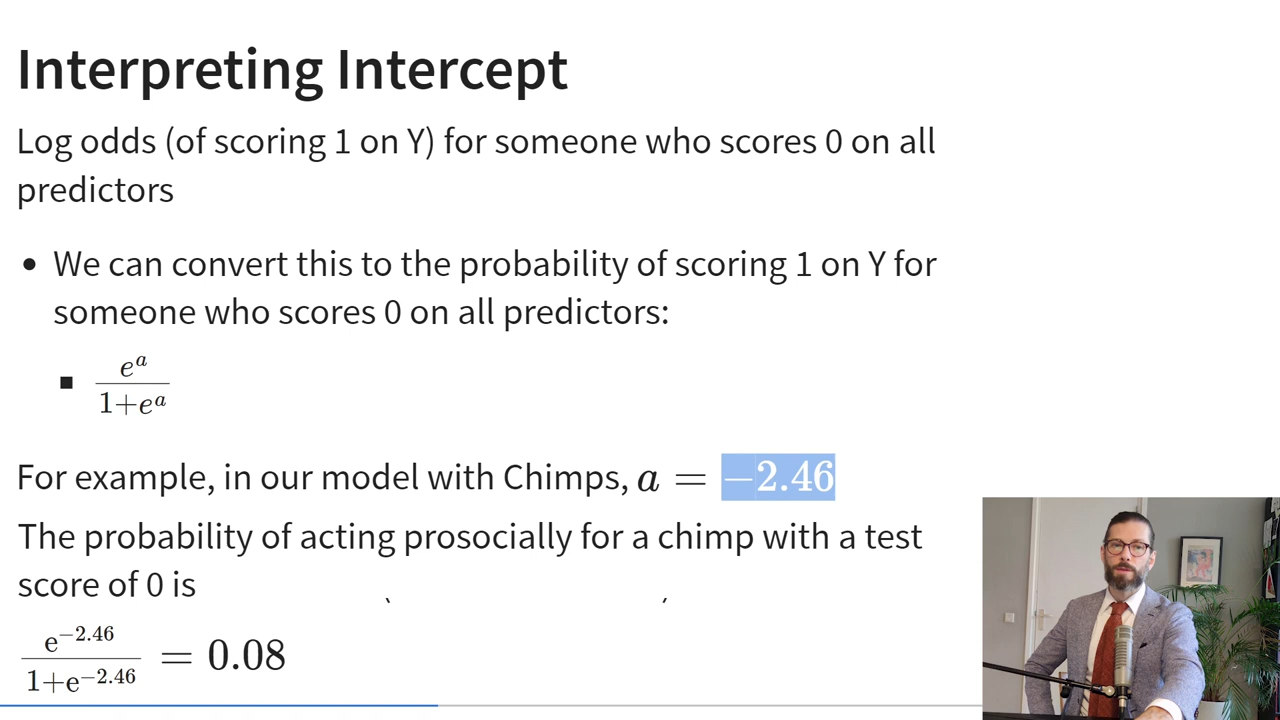 Interpreting Intercept
Log odds (of scoring 1 on Y) for someone who scores 0 on all
predictors
• We can convert this to the probability of scoring 1 on Y for
someone who scores 0 on all predictors:
▪ e^a / 1+e^a
For example, in our model with Chimps, a = −2.46
The probability of acting prosocially for a chimp with a test
score of 0 is
e^−2.46 / 1+e^−2.46 = 0.08